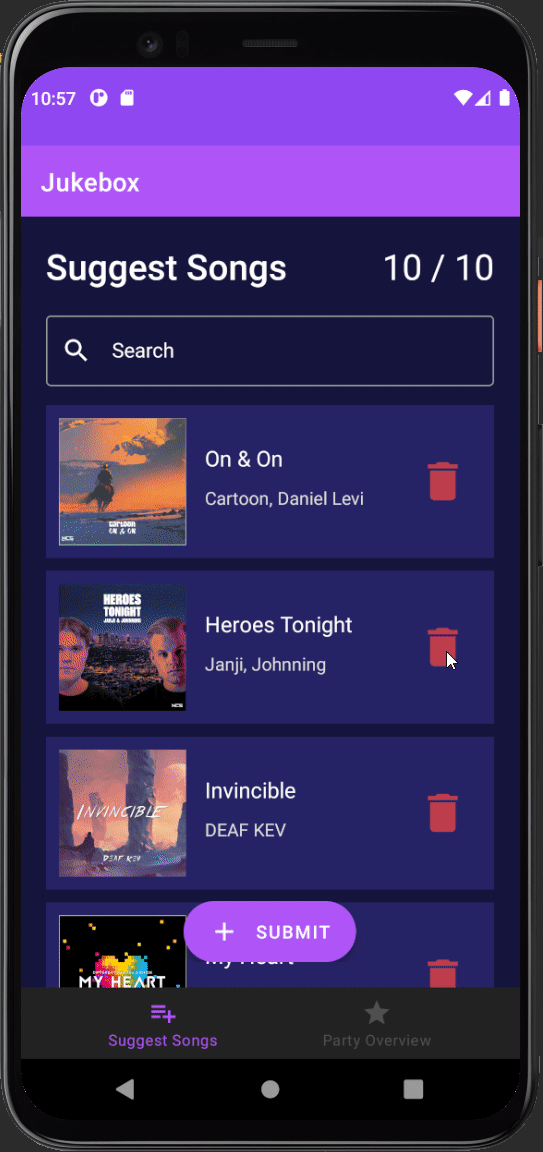 10:57
Jukebox
Suggest Songs 10 / 10
Search
cartoon
ON & ON
NCS
On & On
Cartoon, Daniel Levi
HEROES
TONIGHT
JANJI & JOHNNING
NCS
Heroes Tonight
Janji, Johnning
INVINCIBLE
DEAF KEV
Invincible
DEAF KEV
MY HEART
My Heart
+ SUBMIT
Suggest Songs
Party Overview